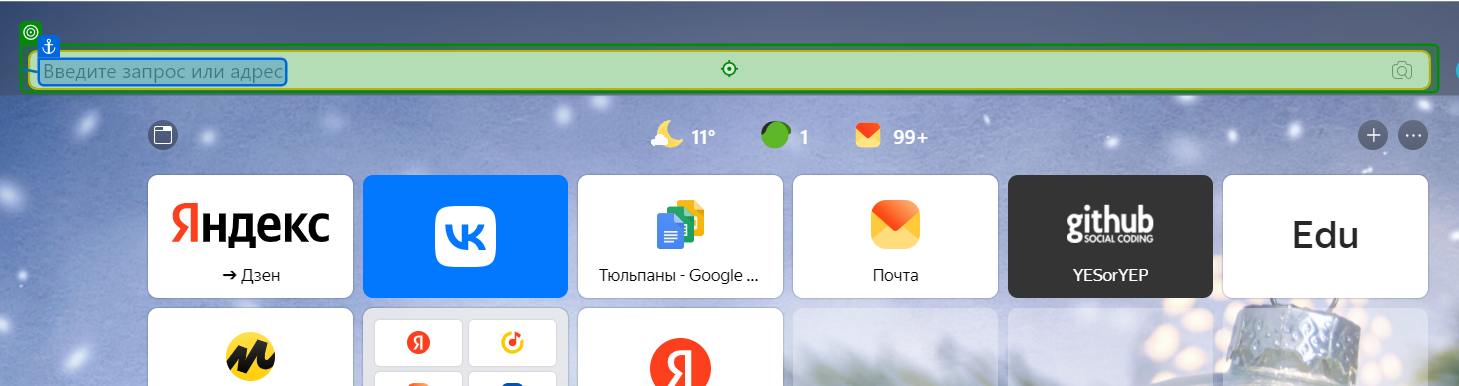 Введите запрос или адрес
11° 1 99+
Яндекс
➔ Дзен
Тюльпаны - Google ...
Почта
github
SOCIAL CODING
YESorYEP
Edu
Я
Я